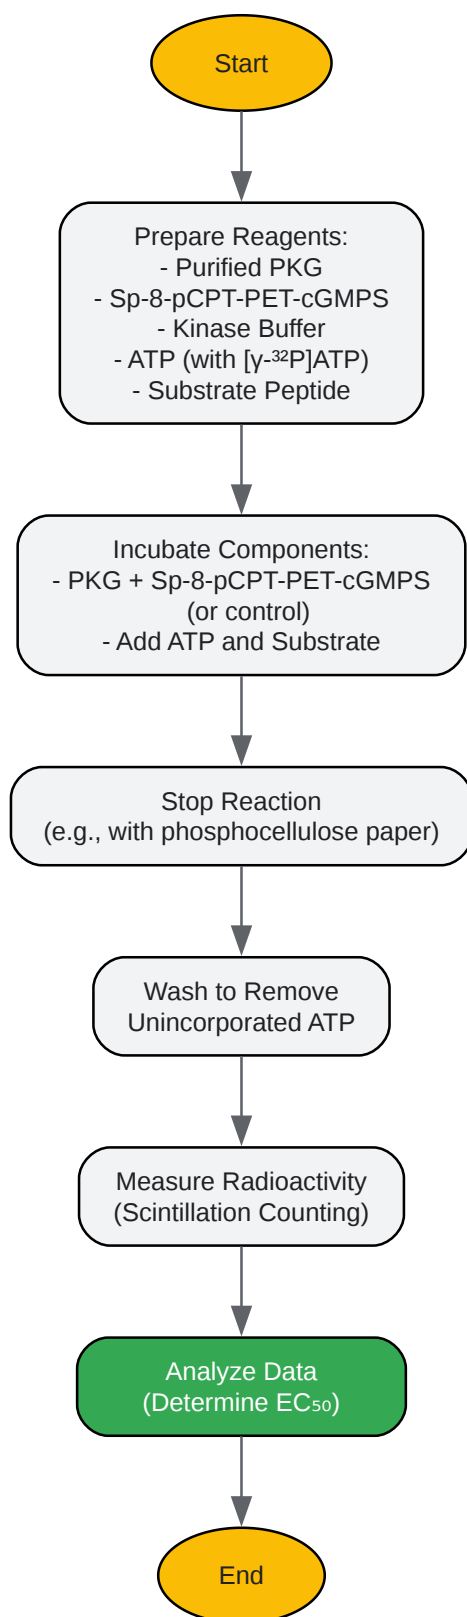 Start
Prepare Reagents:
- Purified PKG
- Sp-8-pCPT-PET-cGMPS
- Kinase Buffer
- ATP (with [γ-³²P]ATP)
- Substrate Peptide
Incubate Components:
- PKG + Sp-8-pCPT-PET-cGMPS
(or control)
- Add ATP and Substrate
Stop Reaction
(e.g., with phosphocellulose paper)
Wash to Remove
Unincorporated ATP
Measure Radioactivity
(Scintillation Counting)
Analyze Data
(Determine EC₅₀)
End